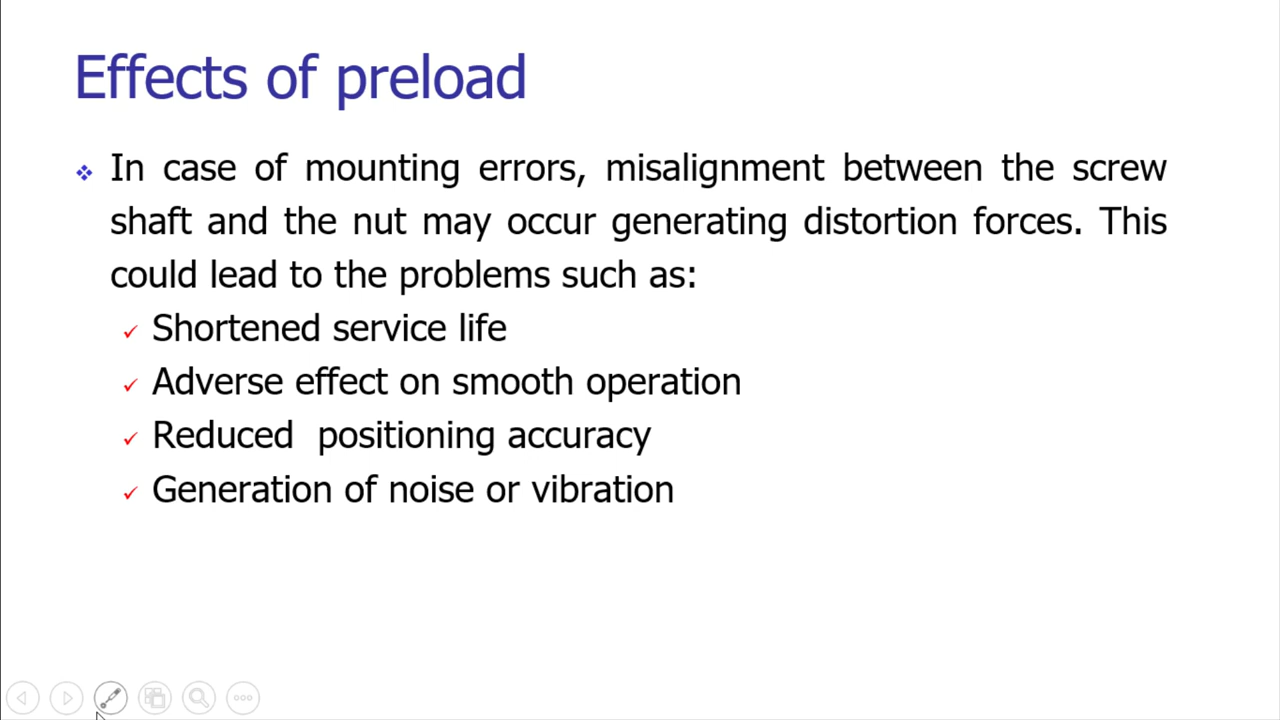 Effects of preload
In case of mounting errors, misalignment between the screw
shaft and the nut may occur generating distortion forces. This
could lead to the problems such as:
Shortened service life
Adverse effect on smooth operation
Reduced  positioning accuracy
Generation of noise or vibration